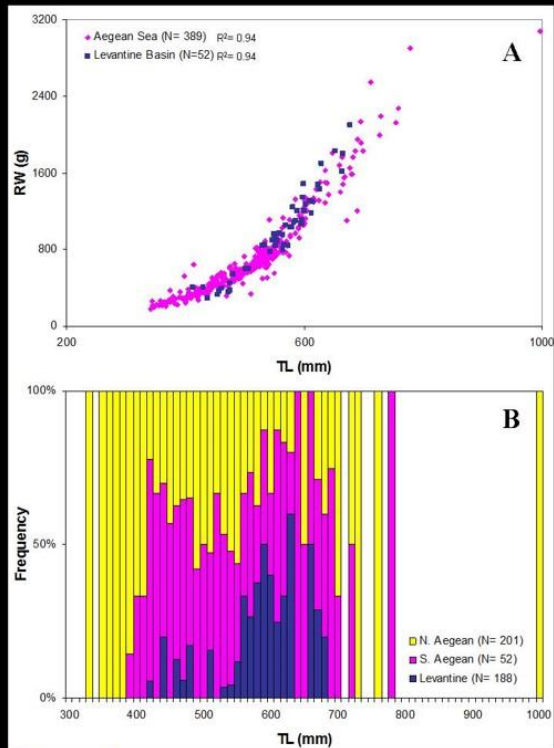 3200
Aegean Sea (N= 389) R²= 0.94
Levantine Basin (N=52) R²= 0.94
A
2400
1600
800
0
RW (g)
200 600 1000
TL (mm)
100%
B
50%
0%
Frequency
N. Aegean (N= 201)
S. Aegean (N= 52)
Levantine (N= 188)
300 400 500 600 700 800 900 1000
TL (mm)